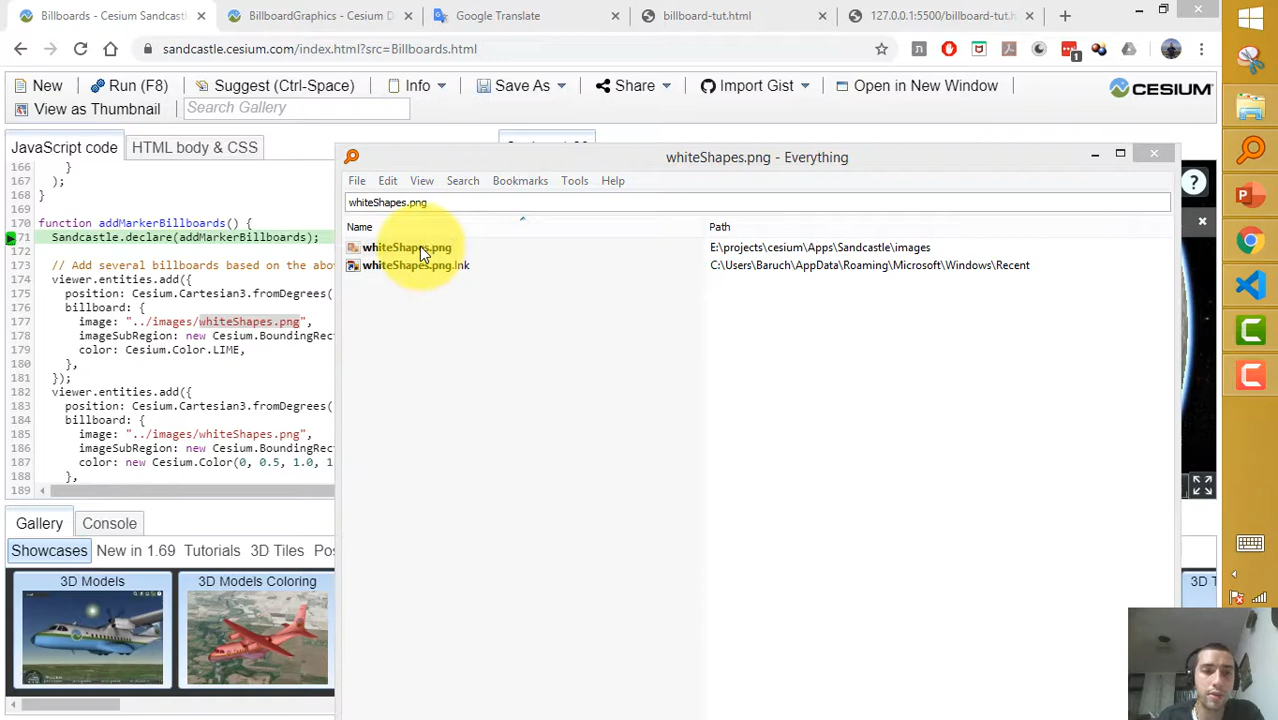 Billboards - Cesium Sandcastle
BillboardGraphics - Cesium D
Google Translate
billboard-tut.html
127.0.0.1:5500/billboard-tut.h
sandcastle.cesium.com/index.html?src=Billboards.html
1
New
Run (F8)
Suggest (Ctrl-Space)
Info
Save As
Share
Import Gist
Open in New Window
CESIUM
View as Thumbnail
Search Gallery
JavaScript code
HTML body & CSS
166 }
167 );
168 }
169
170 function addMarkerBillboards() {
71 Sandcastle.declare(addMarkerBillboards);
172
173 // Add several billboards based on the abov
174 viewer.entities.add({
175 position: Cesium.Cartesian3.fromDegrees(
176 billboard: {
177 image: "../images/whiteShapes.png",
178 imageSubRegion: new Cesium.BoundingRect
179 color: Cesium.Color.LIME,
180 },
181 });
182 viewer.entities.add({
183 position: Cesium.Cartesian3.fromDegrees(
184 billboard: {
185 image: "../images/whiteShapes.png",
186 imageSubRegion: new Cesium.BoundingRect
187 color: new Cesium.Color(0, 0.5, 1.0, 1
188 },
189
whiteShapes.png - Everything
File
Edit
View
Search
Bookmarks
Tools
Help
whiteShapes.png
Name
Path
whiteShapes.png
E:\projects\cesium\Apps\Sandcastle\images
whiteShapes.png.lnk
C:\Users\Baruch\AppData\Roaming\Microsoft\Windows\Recent
?
Gallery
Console
Showcases
New in 1.69
Tutorials
3D Tiles
Pos
3D Models
3D Models Coloring
3D T